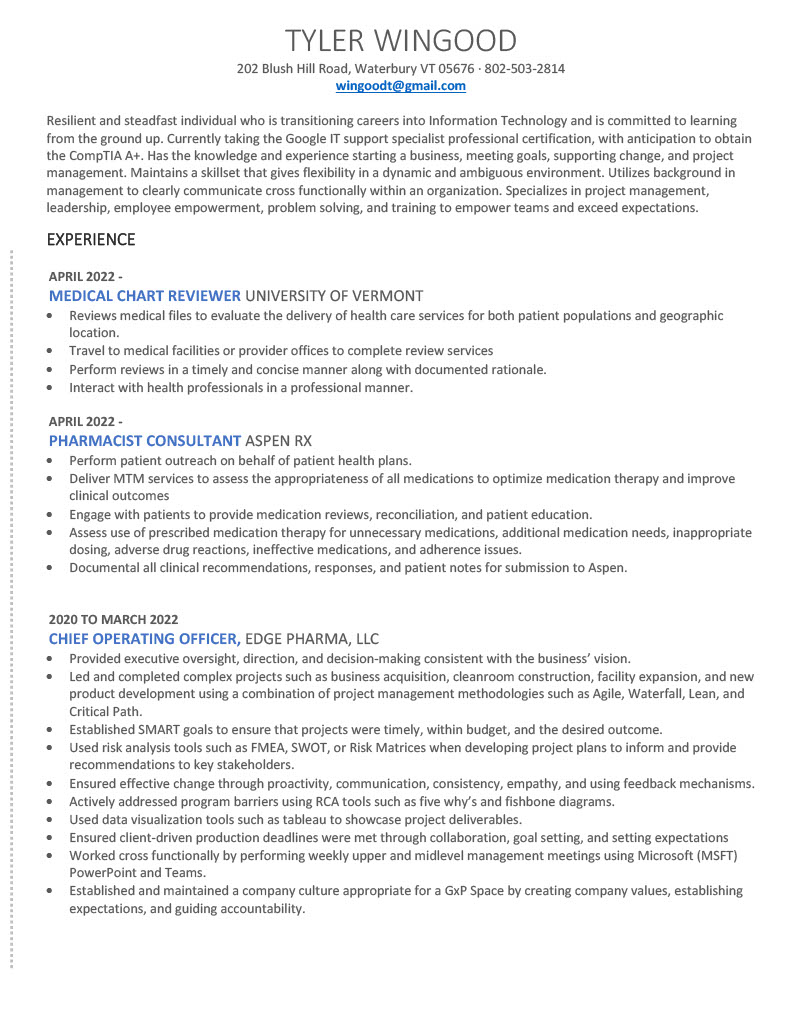 TYLER WINGOOD
202 Blush Hill Road, Waterbury VT 05676 · 802-503-2814
wingoodt@gmail.com
Resilient and steadfast individual who is transitioning careers into Information Technology and is committed to learning
from the ground up. Currently taking the Google IT support specialist professional certification, with anticipation to obtain
the CompTIA A+. Has the knowledge and experience starting a business, meeting goals, supporting change, and project
management. Maintains a skillset that gives flexibility in a dynamic and ambiguous environment. Utilizes background in
management to clearly communicate cross functionally within an organization. Specializes in project management,
leadership, employee empowerment, problem solving, and training to empower teams and exceed expectations.
EXPERIENCE
APRIL 2022 -
MEDICAL CHART REVIEWER UNIVERSITY OF VERMONT
• Reviews medical files to evaluate the delivery of health care services for both patient populations and geographic
location.
• Travel to medical facilities or provider offices to complete review services
• Perform reviews in a timely and concise manner along with documented rationale.
• Interact with health professionals in a professional manner.
APRIL 2022 -
PHARMACIST CONSULTANT ASPEN RX
• Perform patient outreach on behalf of patient health plans.
• Deliver MTM services to assess the appropriateness of all medications to optimize medication therapy and improve
clinical outcomes
• Engage with patients to provide medication reviews, reconciliation, and patient education.
• Assess use of prescribed medication therapy for unnecessary medications, additional medication needs, inappropriate
dosing, adverse drug reactions, ineffective medications, and adherence issues.
• Documental all clinical recommendations, responses, and patient notes for submission to Aspen.
2020 TO MARCH 2022
CHIEF OPERATING OFFICER, EDGE PHARMA, LLC
• Provided executive oversight, direction, and decision-making consistent with the business’ vision.
• Led and completed complex projects such as business acquisition, cleanroom construction, facility expansion, and new
product development using a combination of project management methodologies such as Agile, Waterfall, Lean, and
Critical Path.
• Established SMART goals to ensure that projects were timely, within budget, and the desired outcome.
• Used risk analysis tools such as FMEA, SWOT, or Risk Matrices when developing project plans to inform and provide
recommendations to key stakeholders.
• Ensured effective change through proactivity, communication, consistency, empathy, and using feedback mechanisms.
• Actively addressed program barriers using RCA tools such as five why’s and fishbone diagrams.
• Used data visualization tools such as tableau to showcase project deliverables.
• Ensured client-driven production deadlines were met through collaboration, goal setting, and setting expectations
• Worked cross functionally by performing weekly upper and midlevel management meetings using Microsoft (MSFT)
PowerPoint and Teams.
• Established and maintained a company culture appropriate for a GxP Space by creating company values, establishing
expectations, and guiding accountability.